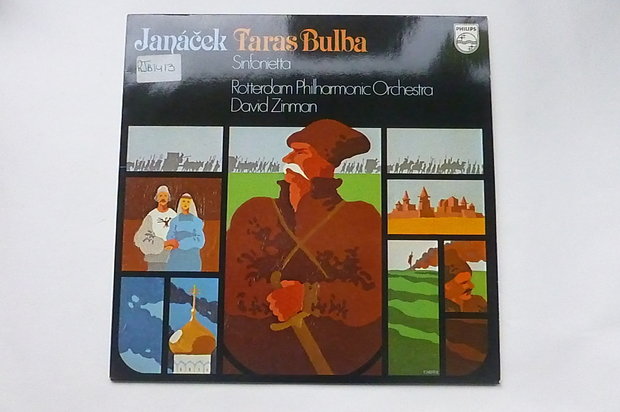 Janáček Taras Bulba
PHILIPS
Sinfonietta
Rotterdam Philharmonic Orchestra
David Zinman